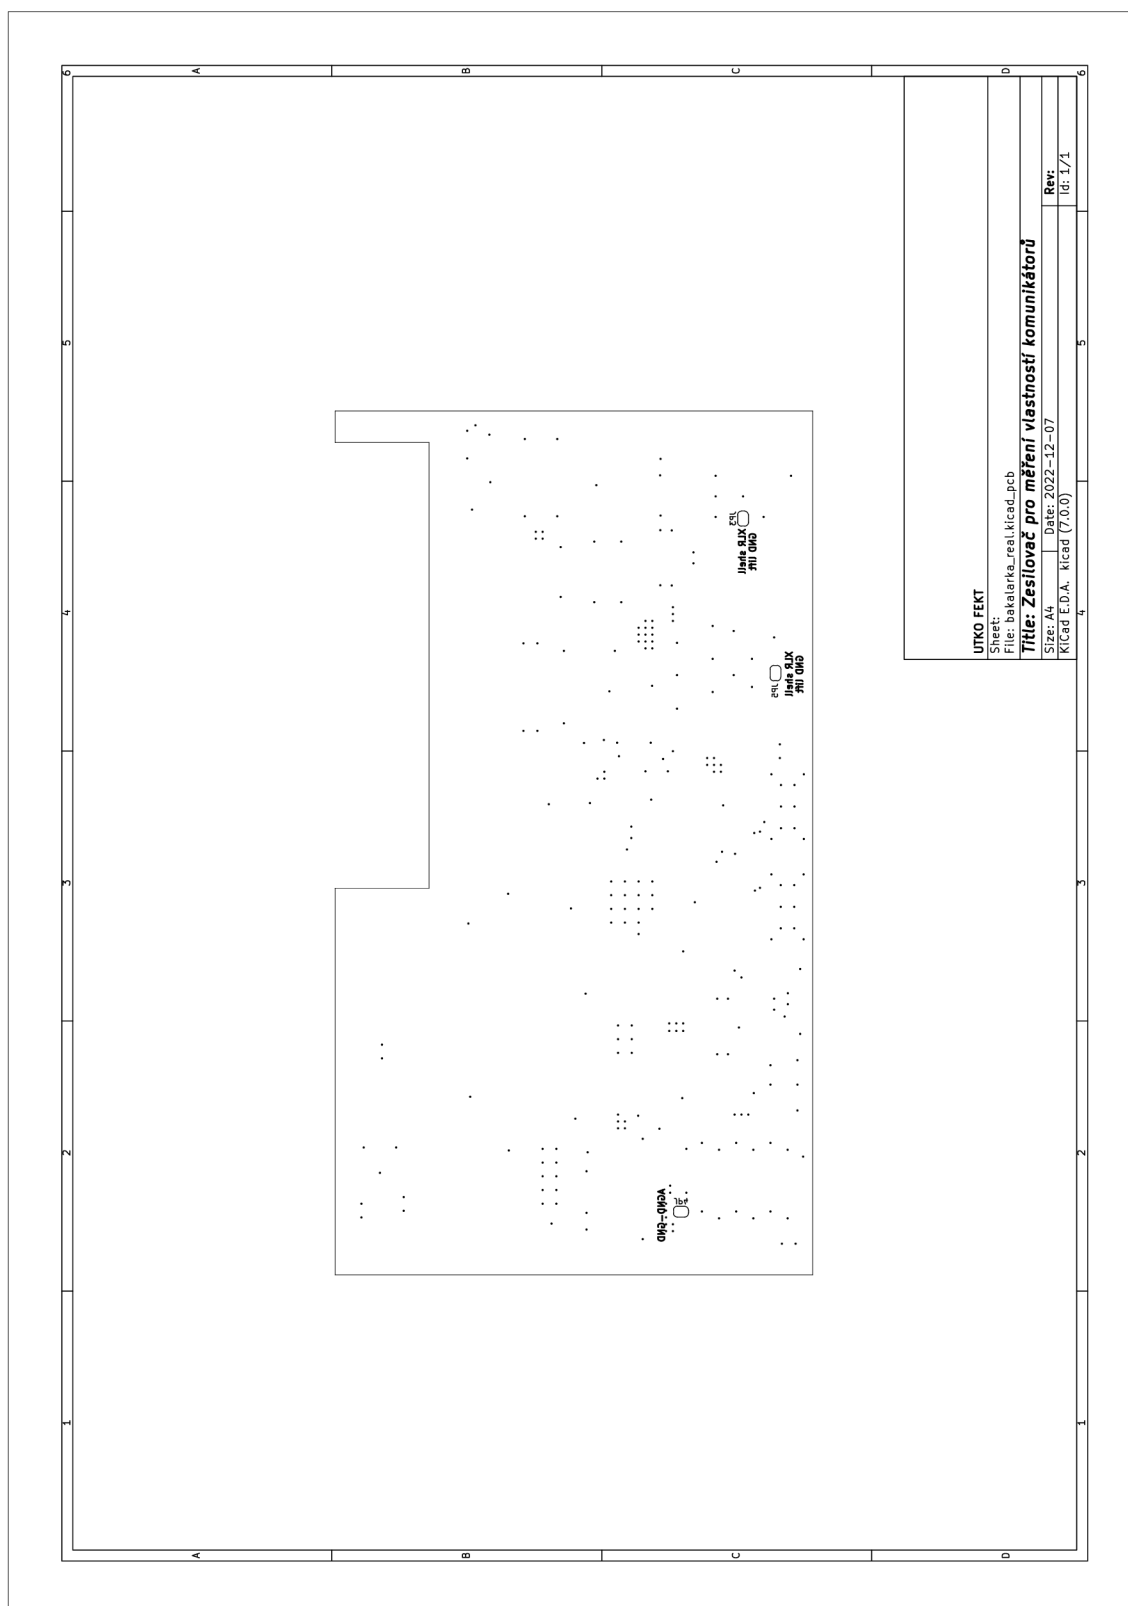 6
A
B
C
D
6
5
5
4
4
3
3
2
2
1
1
A
B
C
D
JP3
GND lift
XLR shell
GND lift
XLR shell
JP5
JP4
AGND-GND
UTKO FEKT
Sheet:
File: bakalarka_real.kicad_pcb
Title: Zesilovač pro měření vlastností komunikátorů
Size: A4 Date: 2022-12-07 Rev:
KiCad E.D.A. kicad (7.0.0) Id: 1/1